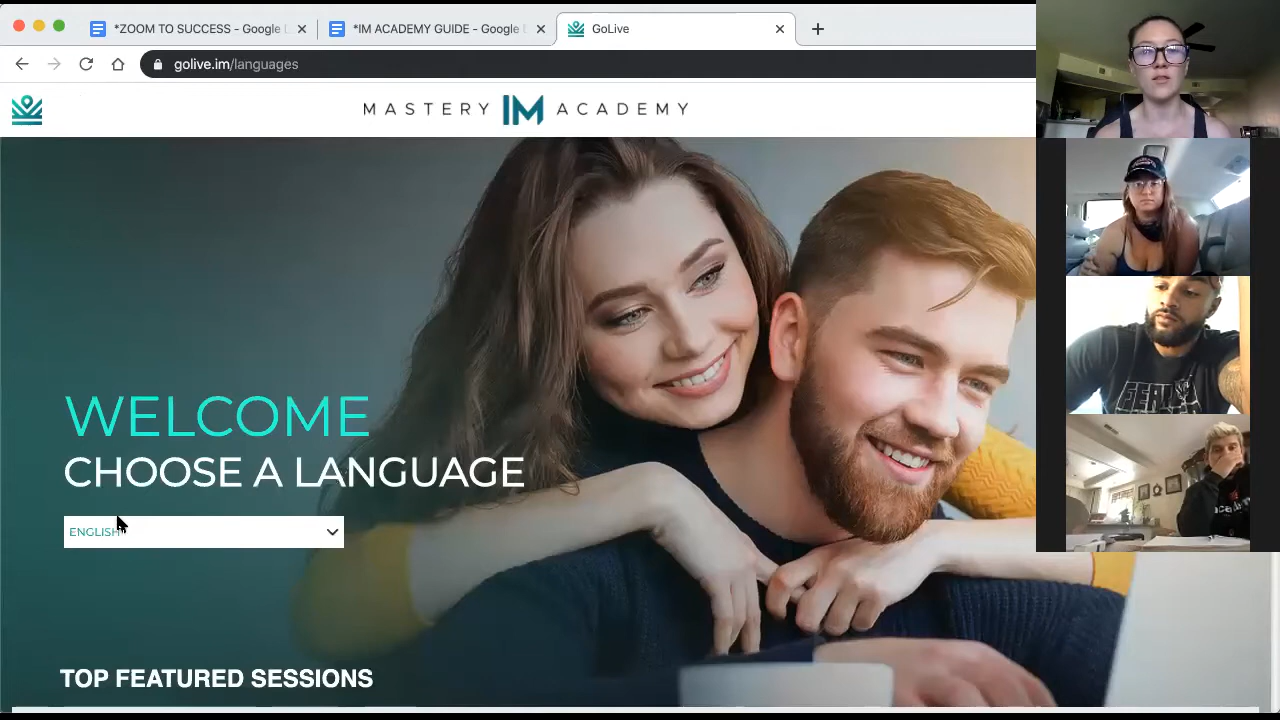 *ZOOM TO SUCCESS - Google
*IM ACADEMY GUIDE - Google
GoLive
golive.im/languages
MASTERY IM ACADEMY
WELCOME
CHOOSE A LANGUAGE
ENGLISH
TOP FEATURED SESSIONS